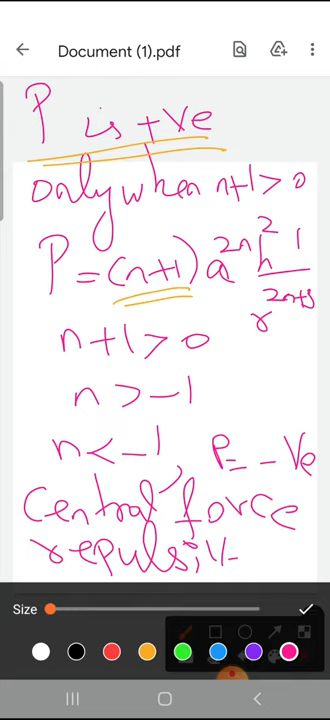 Document (1).pdf
P is +ve
only when n+1 > 0
P = (n+1) a^2n h^2 1/r^2n+3
n+1 > 0
n > -1
n < -1, P = -Ve
Central force
Size